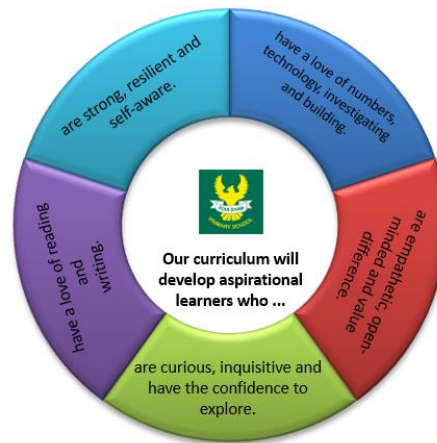 are strong, resilient and
self-aware.
have a love of numbers,
technology, investigating
and building.
are empathetic, open-
minded and value
difference.
are curious, inquisitive and
have the confidence to
explore.
have a love of reading
and
writing.
PRIMARY SCHOOL
Our curriculum will
develop aspirational
learners who ...